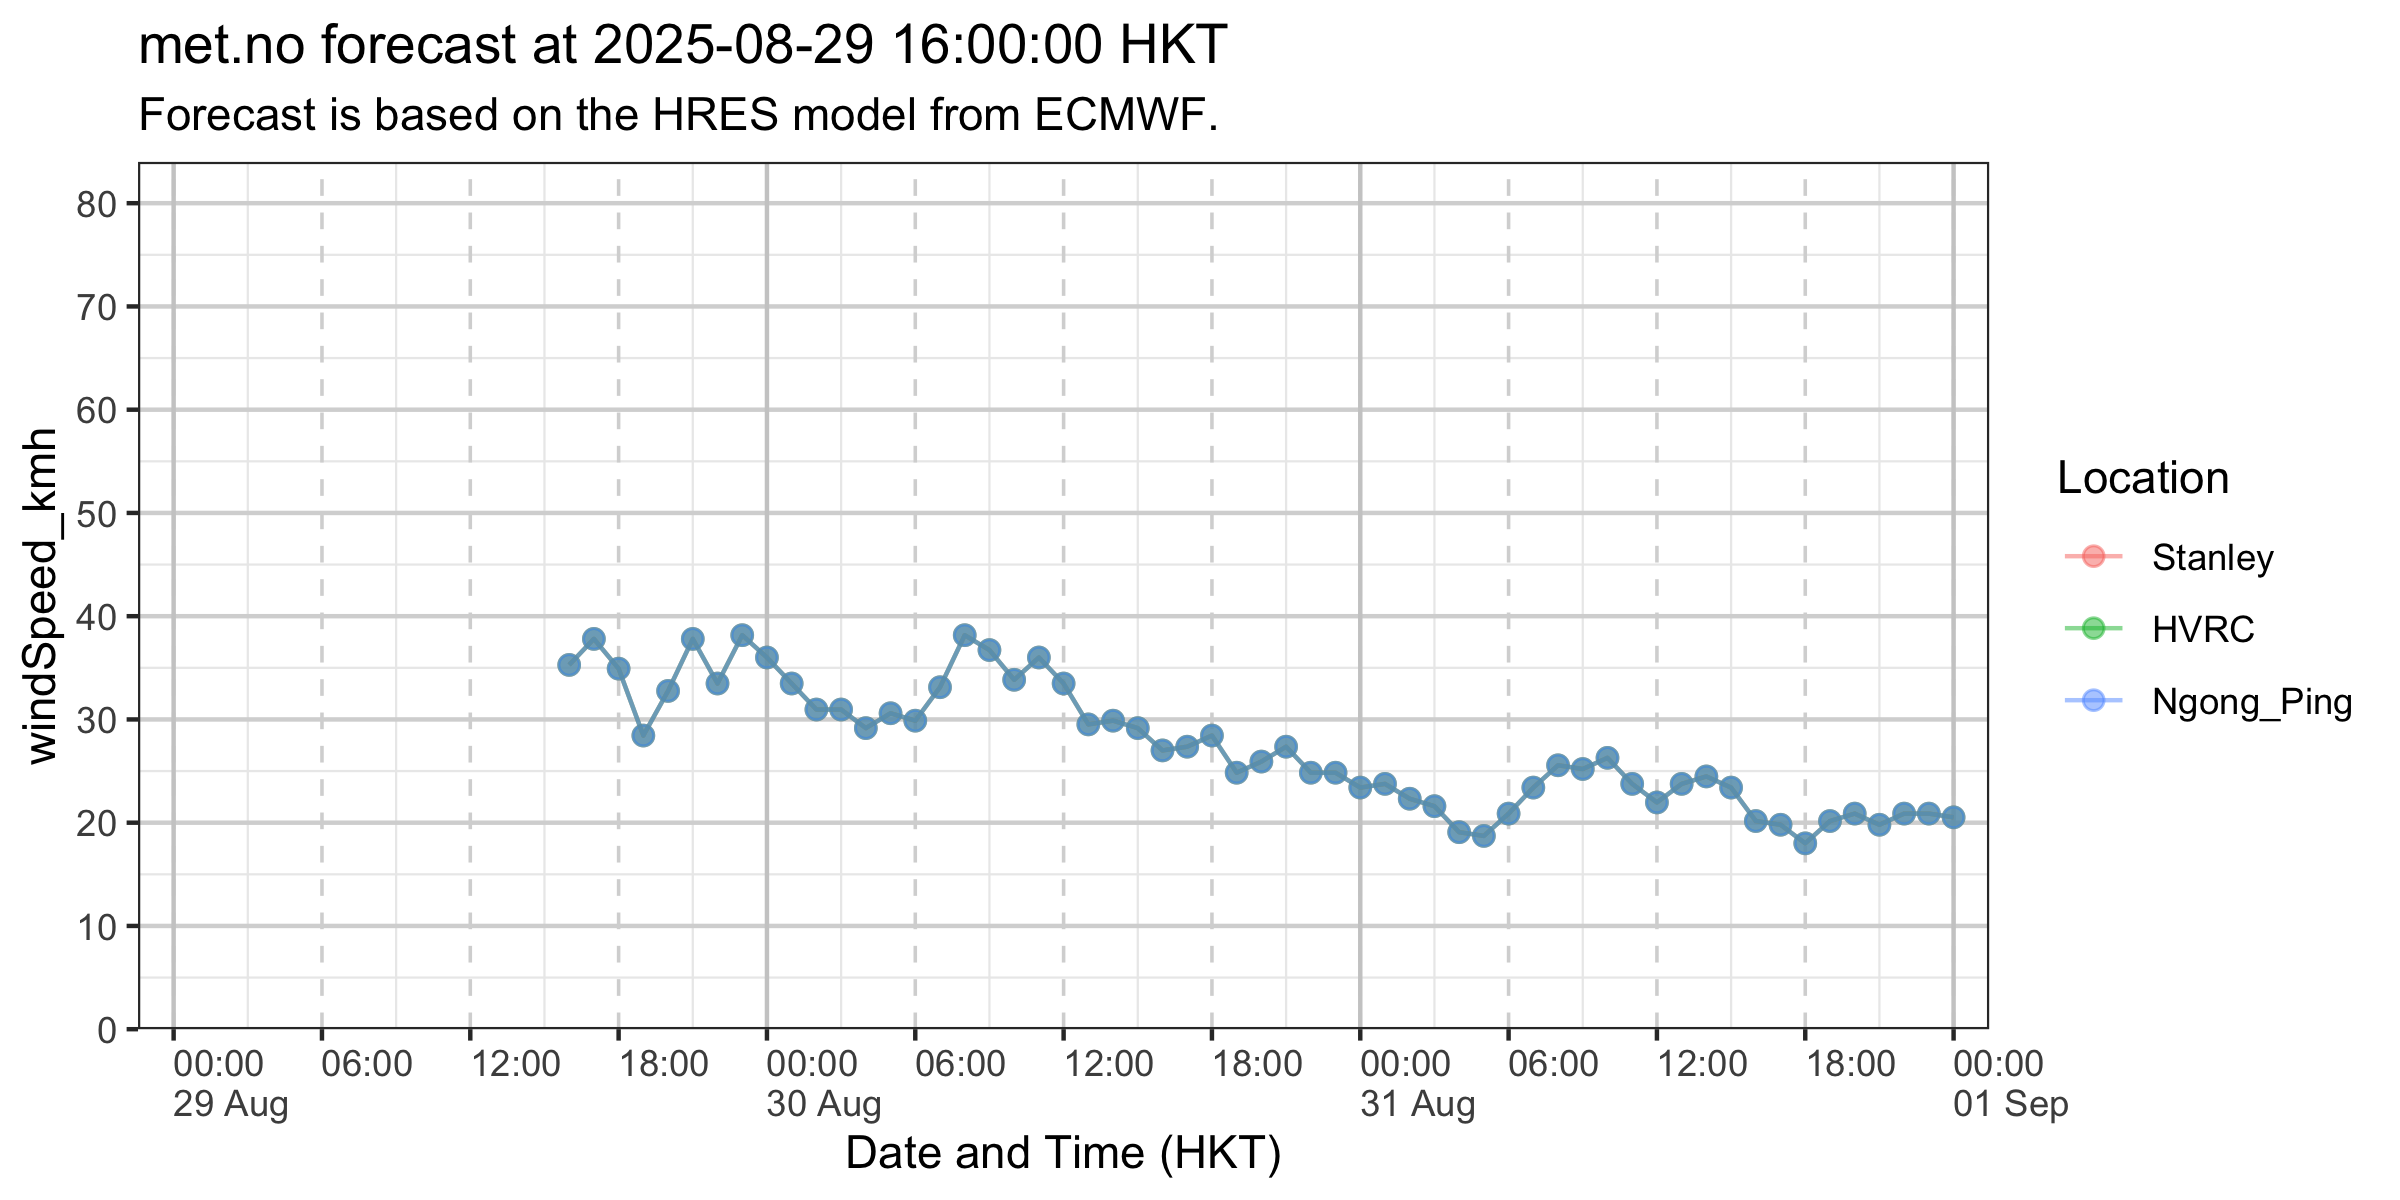 met.no forecast at 2025-08-29 16:00:00 HKT
Forecast is based on the HRES model from ECMWF.
windSpeed_kmh
80
70
60
50
40
30
20
10
0
00:00 06:00 12:00 18:00 00:00 06:00 12:00 18:00 00:00 06:00 12:00 18:00 00:00
29 Aug 30 Aug 31 Aug 01 Sep
Date and Time (HKT)
Location
Stanley
HVRC
Ngong_Ping